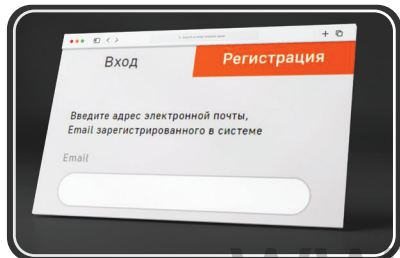 Вход
Регистрация
Введите адрес электронной почты,
Email зарегистрированного в системе
Email